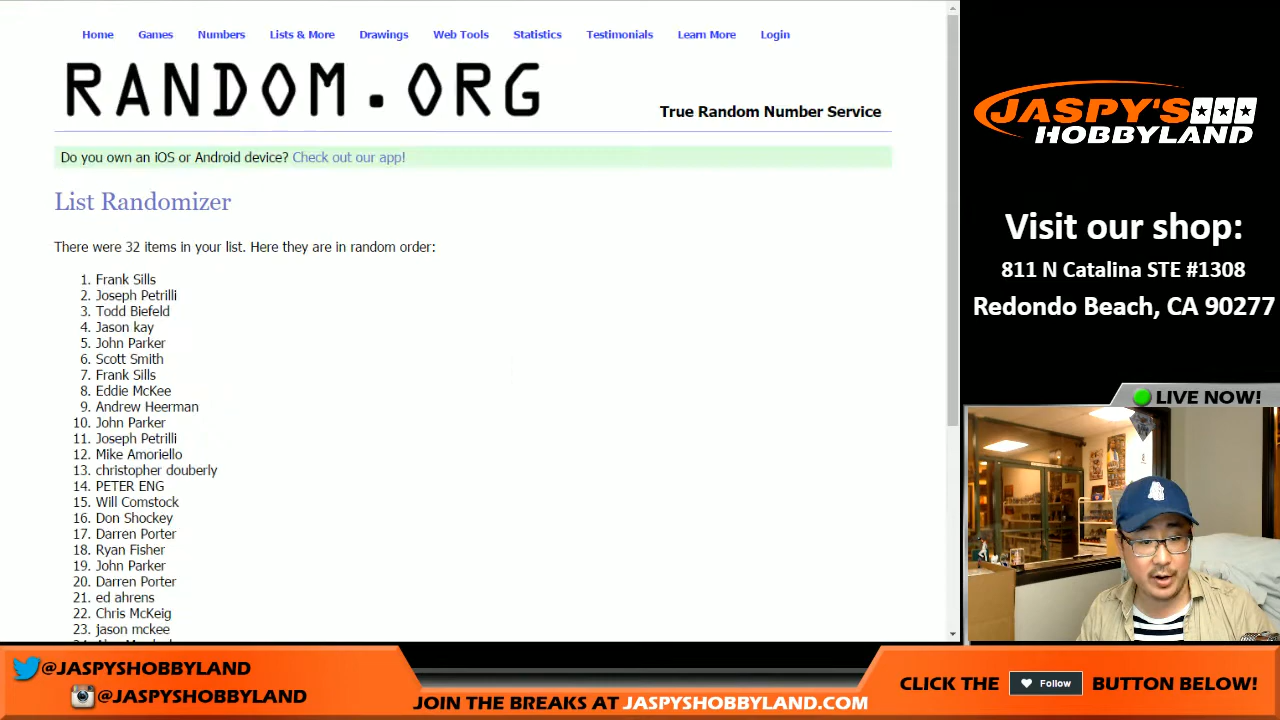 Home Games Numbers Lists & More Drawings Web Tools Statistics Testimonials Learn More Login
RANDOM.ORG
True Random Number Service
Do you own an iOS or Android device? Check out our app!
List Randomizer
There were 32 items in your list. Here they are in random order:
1. Frank Sills
2. Joseph Petrilli
3. Todd Biefeld
4. Jason kay
5. John Parker
6. Scott Smith
7. Frank Sills
8. Eddie McKee
9. Andrew Heerman
10. John Parker
11. Joseph Petrilli
12. Mike Amoriello
13. christopher douberly
14. PETER ENG
15. Will Comstock
16. Don Shockey
17. Darren Porter
18. Ryan Fisher
19. John Parker
20. Darren Porter
21. ed ahrens
22. Chris McKeig
23. jason mckee
JASPY'S
HOBBYLAND
Visit our shop:
811 N Catalina STE #1308
Redondo Beach, CA 90277
LIVE NOW!
@JASPYSHOBBYLAND
@JASPYSHOBBYLAND
JOIN THE BREAKS AT JASPYSHOBBYLAND.COM
CLICK THE Follow BUTTON BELOW!